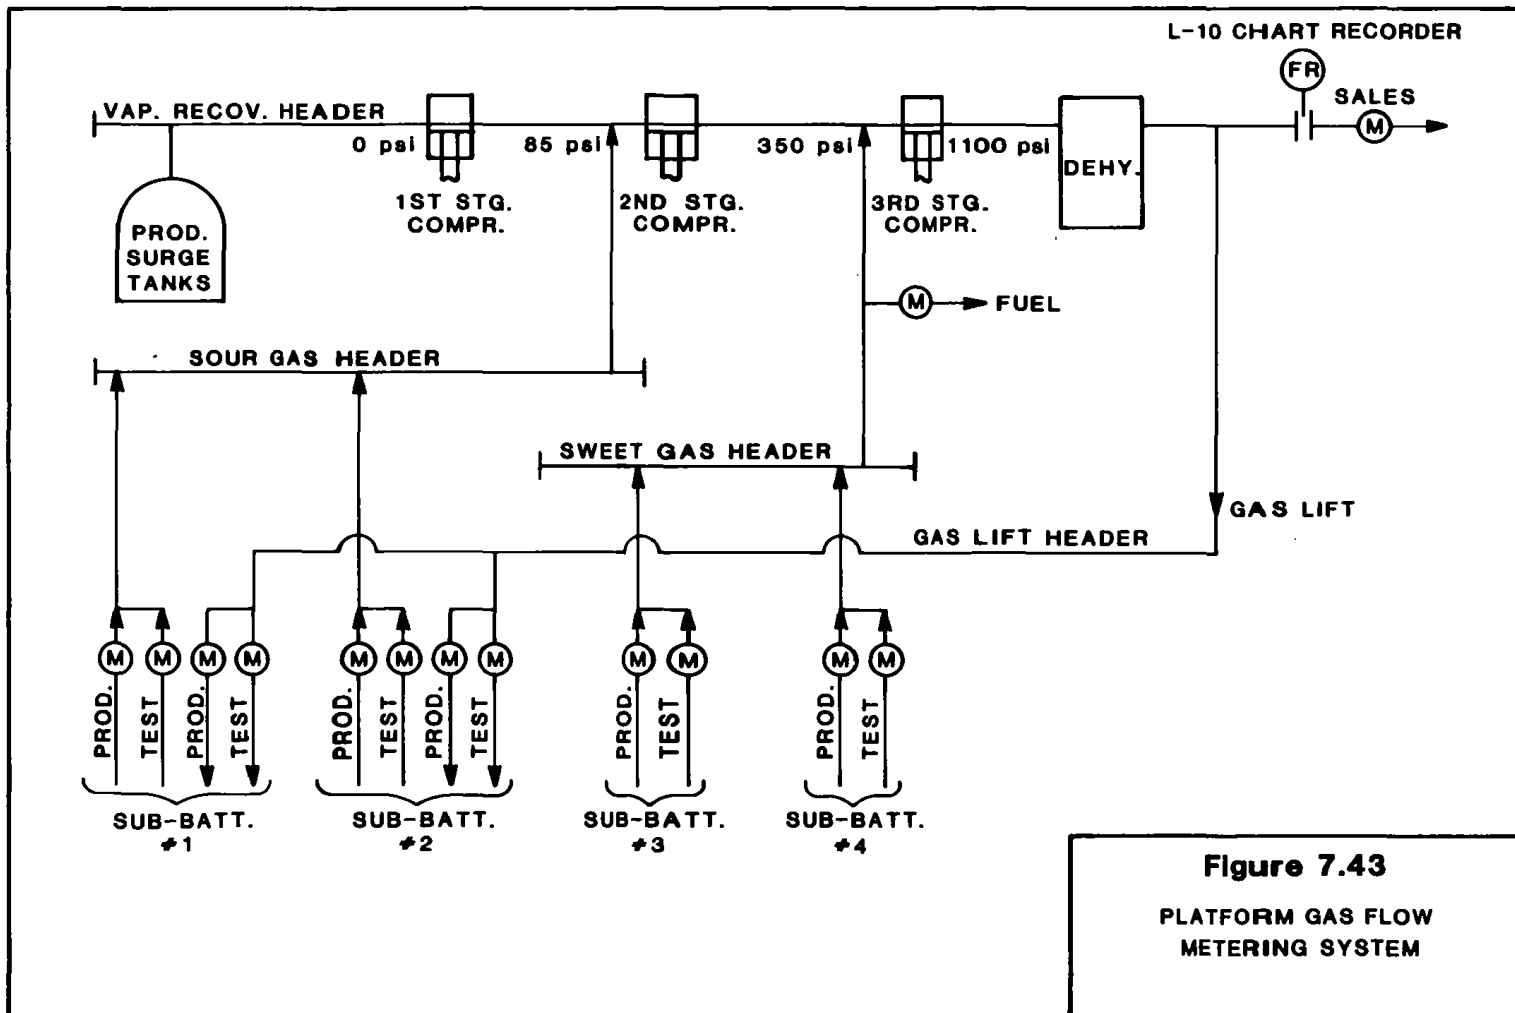 L-10 CHART RECORDER
FR
SALES
M
VAP. RECOV. HEADER
0 psi
85 psi
350 psi
1100 psi
DEHY.
1ST STG.
COMPR.
2ND STG.
COMPR.
3RD STG.
COMPR.
PROD.
SURGE
TANKS
M
FUEL
SOUR GAS HEADER
SWEET GAS HEADER
GAS LIFT
GAS LIFT HEADER
M M M M
M M M M
M M
M M
PROD.
TEST
PROD.
TEST
PROD.
TEST
PROD.
TEST
PROD.
TEST
PROD.
TEST
SUB-BATT.
#1
SUB-BATT.
#2
SUB-BATT.
#3
SUB-BATT.
#4
Figure 7.43
PLATFORM GAS FLOW
METERING SYSTEM